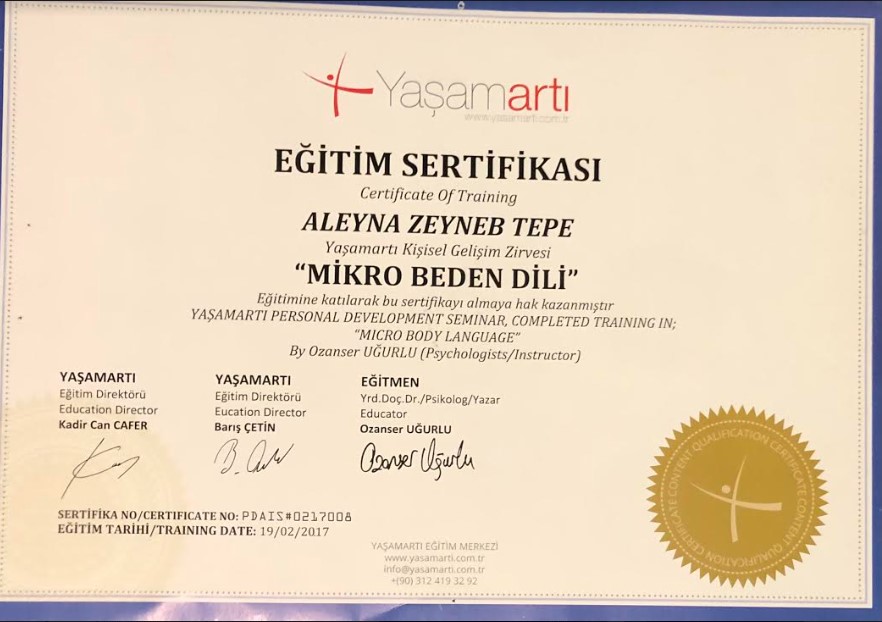 Yaşamartı
www.yasamarti.com.tr
EĞİTİM SERTİFİKASI
Certificate Of Training
ALEYNA ZEYNEB TEPE
Yaşamartı Kişisel Gelişim Zirvesi
“MİKRO BEDEN DİLİ”
Eğitimine katılarak bu sertifikayı almaya hak kazanmıştır
YAŞAMARTI PERSONAL DEVELOPMENT SEMINAR, COMPLETED TRAINING IN;
“MICRO BODY LANGUAGE”
By Ozanser UĞURLU (Psychologists/Instructor)
YAŞAMARTI
Eğitim Direktörü
Education Director
Kadir Can CAFER
YAŞAMARTI
Eğitim Direktörü
Eucation Director
Barış ÇETİN
EĞİTMEN
Yrd.Doç.Dr./Psikolog/Yazar
Educator
Ozanser UĞURLU
Ozanser Uğurlu
SERTİFİKA NO/CERTIFICATE NO: PDAIS#0217008
EĞİTİM TARİHİ/TRAINING DATE: 19/02/2017
YAŞAMARTI EĞİTİM MERKEZİ
www.yasamarti.com.tr
info@yasamarti.com.tr
+(90) 312 419 32 92
CERTIFICATE CONTENT QUALIFICATION CERTIFICATE CONTENT QUALIFICATION